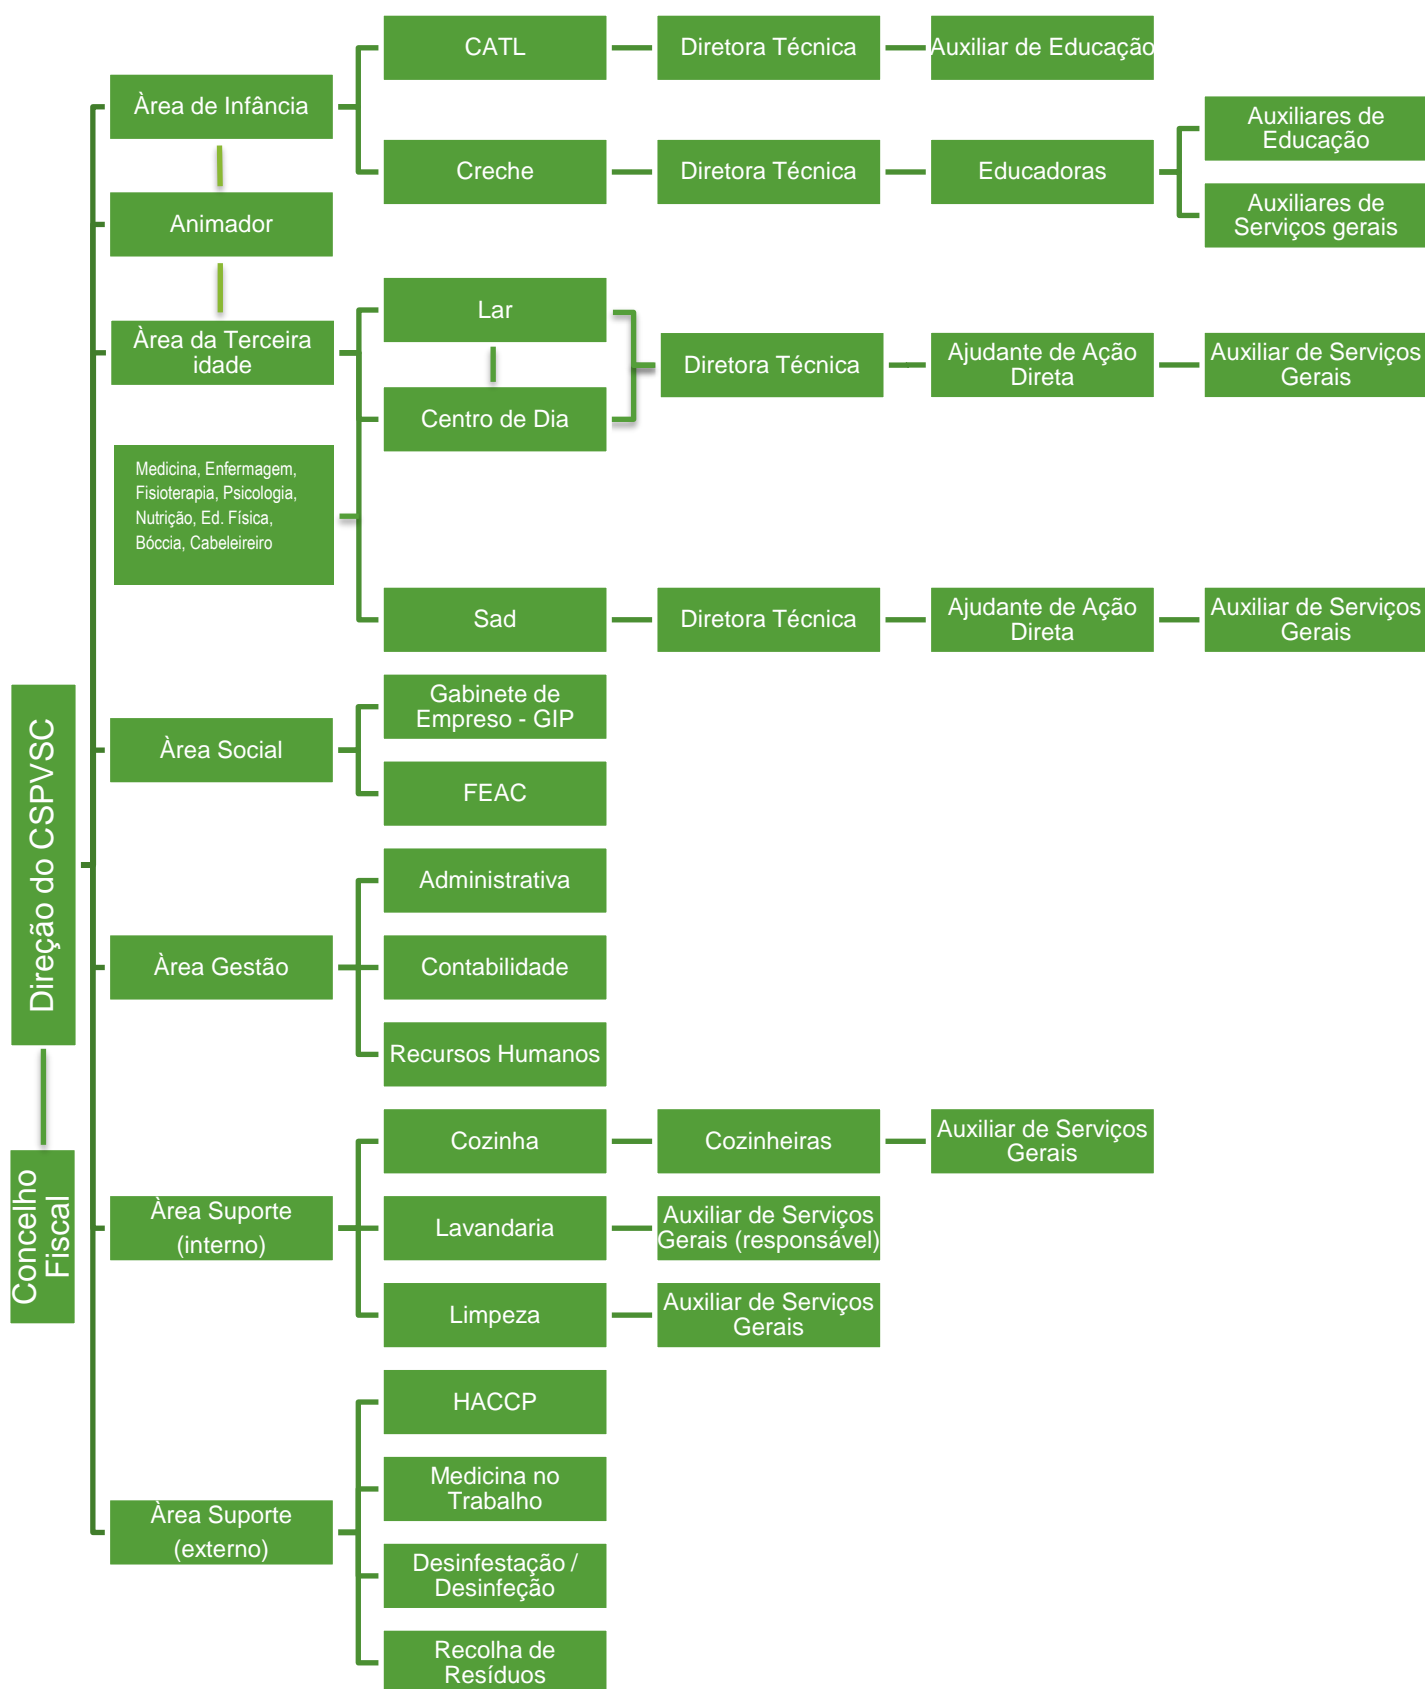 CATL
Diretora Técnica
Auxiliar de Educação
Àrea de Infância
Creche
Diretora Técnica
Educadoras
Auxiliares de
Educação
Auxiliares de
Serviços gerais
Animador
Àrea da Terceira
idade
Lar
Centro de Dia
Diretora Técnica
Ajudante de Ação
Direta
Auxiliar de Serviços
Gerais
Medicina, Enfermagem,
Fisioterapia, Psicologia,
Nutrição, Ed. Física,
Bóccia, Cabeleireiro
Sad
Diretora Técnica
Ajudante de Ação
Direta
Auxiliar de Serviços
Gerais
Direção do CSPVSC
Concelho
Fiscal
Àrea Social
Gabinete de
Empreso - GIP
FEAC
Àrea Gestão
Administrativa
Contabilidade
Recursos Humanos
Àrea Suporte
(interno)
Cozinha
Cozinheiras
Auxiliar de Serviços
Gerais
Lavandaria
Auxiliar de Serviços
Gerais (responsável)
Limpeza
Auxiliar de Serviços
Gerais
Àrea Suporte
(externo)
HACCP
Medicina no
Trabalho
Desinfestação /
Desinfeção
Recolha de
Resíduos